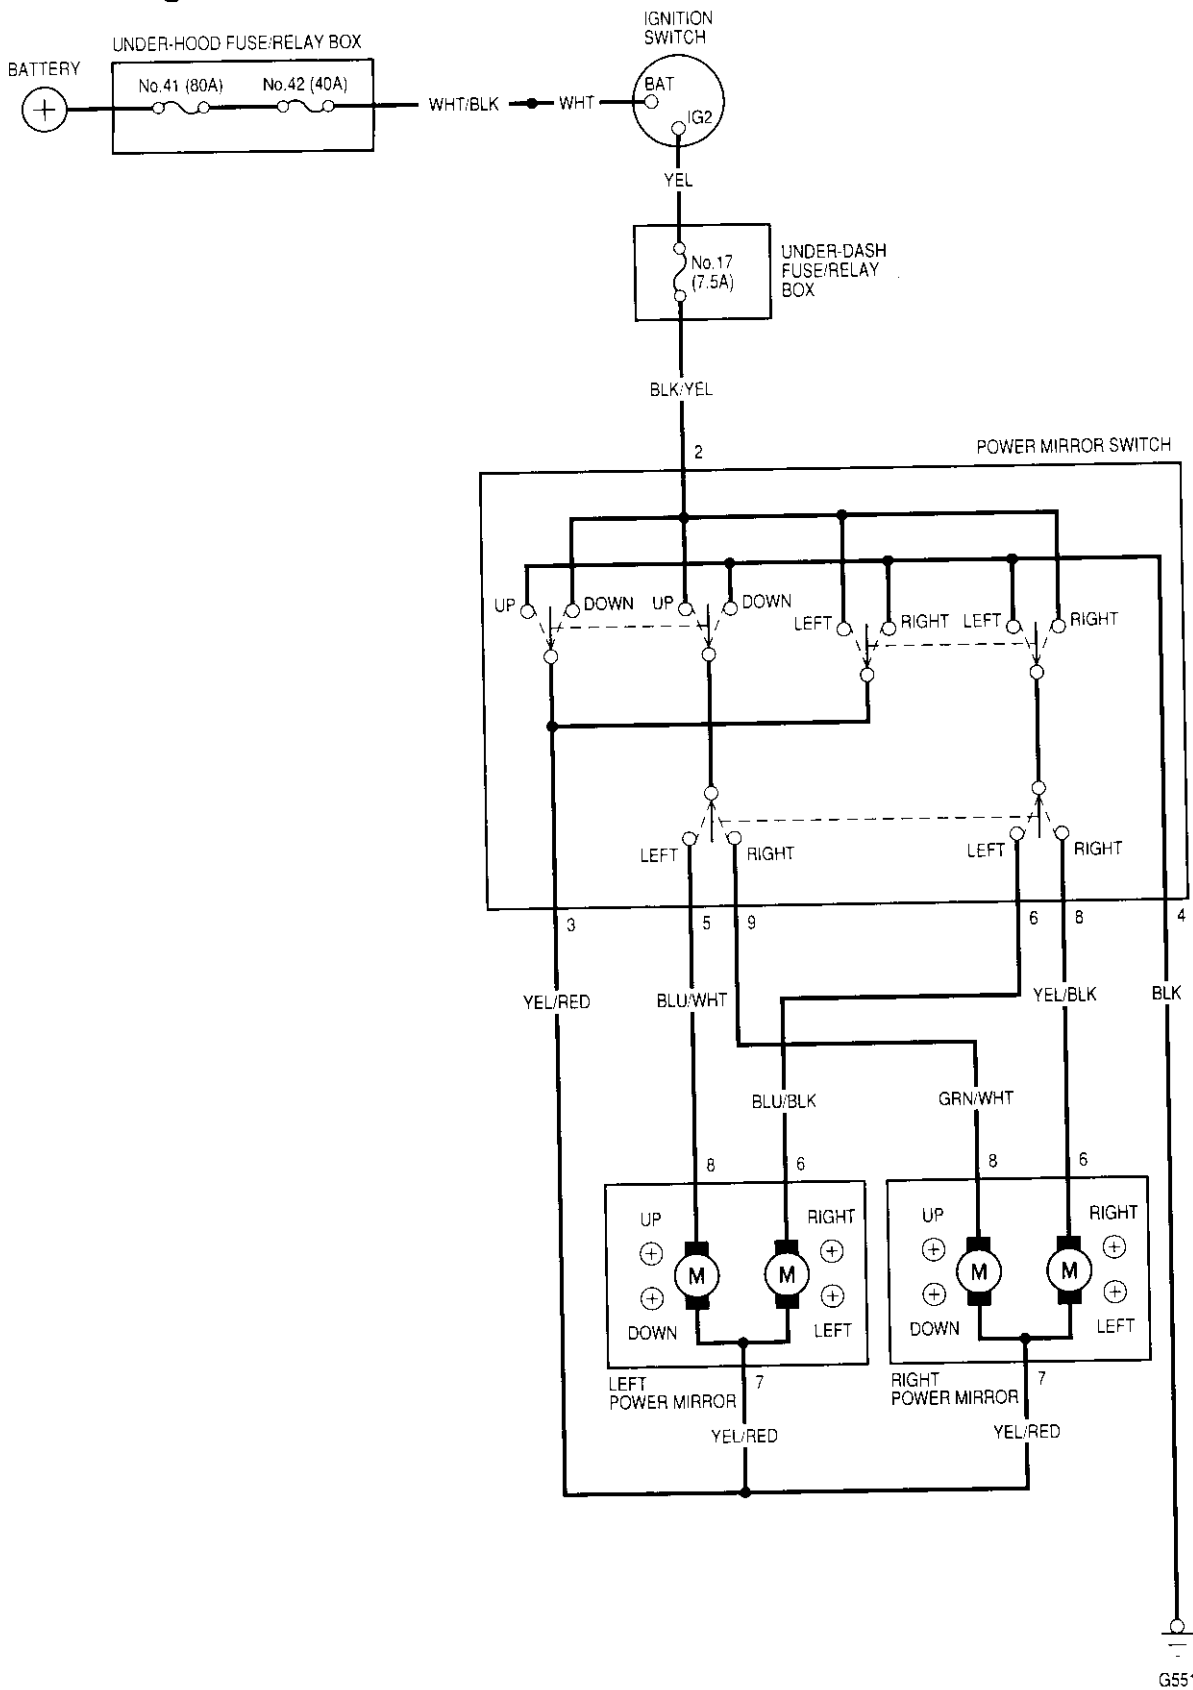 IGNITION
SWITCH
UNDER-HOOD FUSE/RELAY BOX
BATTERY
No.41 (80A)
No.42 (40A)
BAT
WHT/BLK
WHT
IG2
YEL
UNDER-DASH
FUSE/RELAY
BOX
No.17
(7.5A)
BLK/YEL
2
POWER MIRROR SWITCH
UP
DOWN
UP
DOWN
LEFT
RIGHT
LEFT
RIGHT
LEFT
RIGHT
LEFT
RIGHT
3
5
9
6
8
4
YEL/RED
BLU/WHT
YEL/BLK
BLK
BLU/BLK
GRN/WHT
8
6
8
6
UP
RIGHT
UP
RIGHT
M
M
M
M
DOWN
LEFT
DOWN
LEFT
LEFT
POWER MIRROR
7
RIGHT
POWER MIRROR
7
YEL/RED
YEL/RED
G551